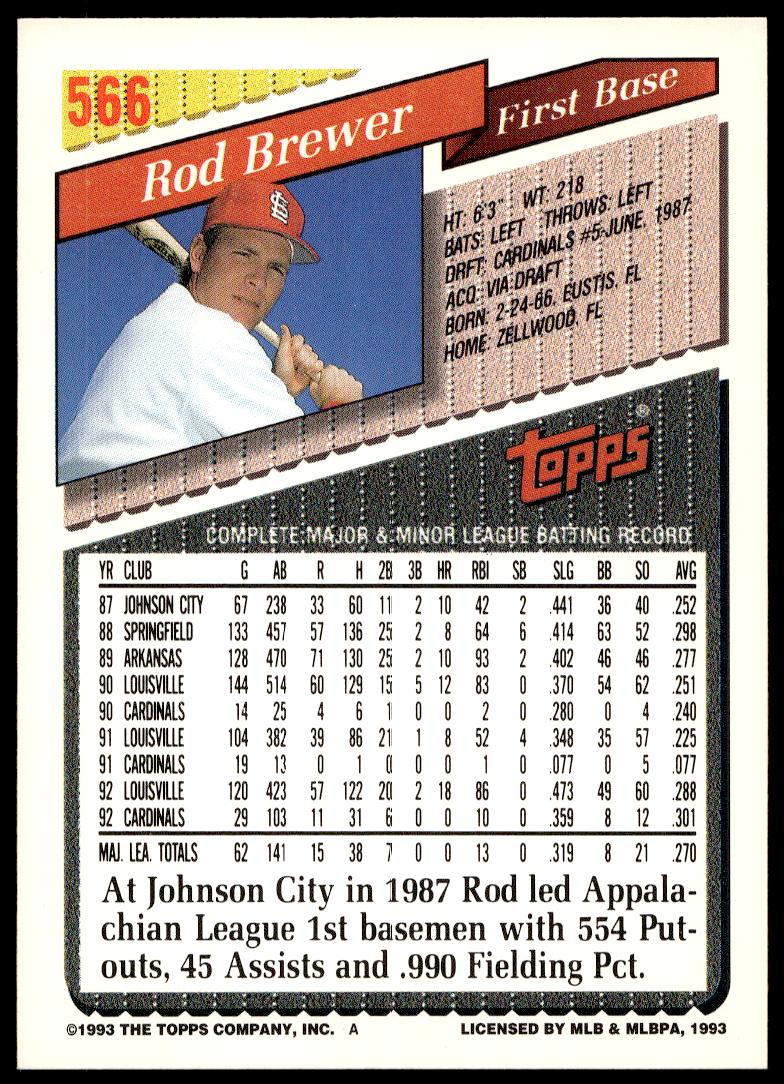 566
Rod Brewer
First Base
HT: 6'3" WT: 218
BATS: LEFT THROWS: LEFT
DRFT: CARDINALS #5-JUNE, 1987
ACQ: VIA DRAFT
BORN: 2-24-66, EUSTIS, FL
HOME: ZELLWOOD, FL
StL
topps®
COMPLETE MAJOR & MINOR LEAGUE BATTING RECORD
YR CLUB G AB R H 2B 3B HR RBI SB SLG BB SO AVG
87 JOHNSON CITY 67 238 33 60 11 2 10 42 2 .441 36 40 .252
88 SPRINGFIELD 133 457 57 136 25 2 8 64 6 .414 63 52 .298
89 ARKANSAS 128 470 71 130 25 2 10 93 2 .402 46 46 .277
90 LOUISVILLE 144 514 60 129 15 5 12 83 0 .370 54 62 .251
90 CARDINALS 14 25 4 6 1 0 0 2 0 .280 0 4 .240
91 LOUISVILLE 104 382 39 86 21 1 8 52 4 .348 35 57 .225
91 CARDINALS 19 13 0 1 0 0 0 1 0 .077 0 5 .077
92 LOUISVILLE 120 423 57 122 20 2 18 86 0 .473 49 60 .288
92 CARDINALS 29 103 11 31 6 0 0 10 0 .359 8 12 .301
MAJ. LEA. TOTALS 62 141 15 38 7 0 0 13 0 .319 8 21 .270
At Johnson City in 1987 Rod led Appala-
chian League 1st basemen with 554 Put-
outs, 45 Assists and .990 Fielding Pct.
©1993 THE TOPPS COMPANY, INC. A
LICENSED BY MLB & MLBPA, 1993